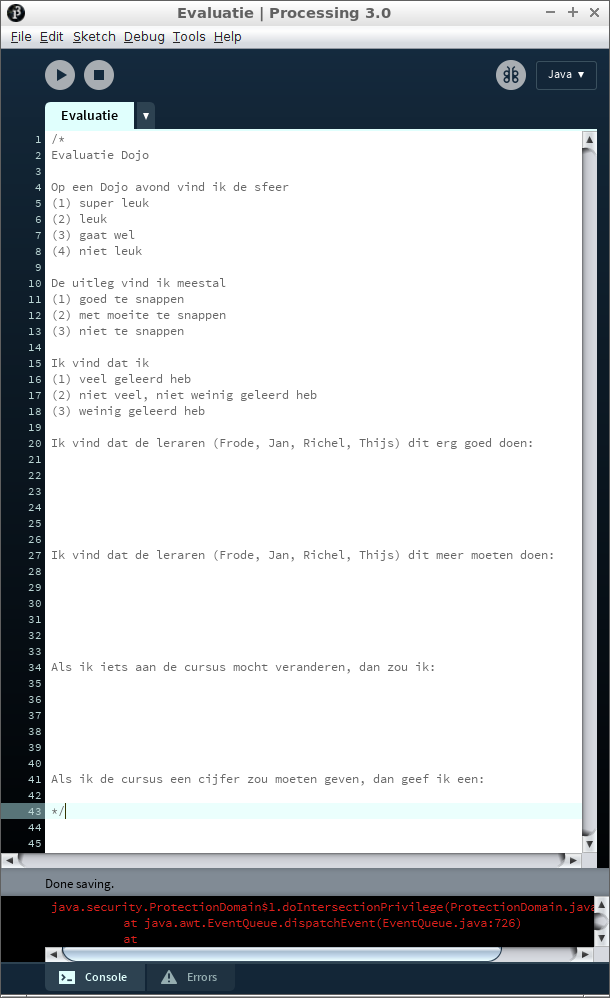 Evaluatie | Processing 3.0
File Edit Sketch Debug Tools Help
Java ▼
Evaluatie ▼
1 /*
2 Evaluatie Dojo
3
4 Op een Dojo avond vind ik de sfeer
5 (1) super leuk
6 (2) leuk
7 (3) gaat wel
8 (4) niet leuk
9
10 De uitleg vind ik meestal
11 (1) goed te snappen
12 (2) met moeite te snappen
13 (3) niet te snappen
14
15 Ik vind dat ik
16 (1) veel geleerd heb
17 (2) niet veel, niet weinig geleerd heb
18 (3) weinig geleerd heb
19
20 Ik vind dat de leraren (Frode, Jan, Richel, Thijs) dit erg goed doen:
21
22
23
24
25
26
27 Ik vind dat de leraren (Frode, Jan, Richel, Thijs) dit meer moeten doen:
28
29
30
31
32
33
34 Als ik iets aan de cursus mocht veranderen, dan zou ik:
35
36
37
38
39
40
41 Als ik de cursus een cijfer zou moeten geven, dan geef ik een:
42
43 */
44
45
Done saving.
java.security.ProtectionDomain$1.doIntersectionPrivilege(ProtectionDomain.java
at java.awt.EventQueue.dispatchEvent(EventQueue.java:726)
at
Console Errors